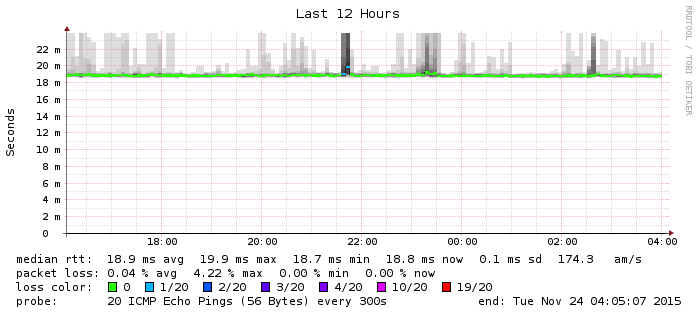 Last 12 Hours
RRDTOOL / TOBI OETIKER
Seconds
22 m
20 m
18 m
16 m
14 m
12 m
10 m
8 m
6 m
4 m
2 m
0
18:00 20:00 22:00 00:00 02:00 04:00
median rtt: 18.9 ms avg 19.9 ms max 18.7 ms min 18.8 ms now 0.1 ms sd 174.3 am/s
packet loss: 0.04 % avg 4.22 % max 0.00 % min 0.00 % now
loss color: 0 1/20 2/20 3/20 4/20 10/20 19/20
probe: 20 ICMP Echo Pings (56 Bytes) every 300s end: Tue Nov 24 04:05:07 2015